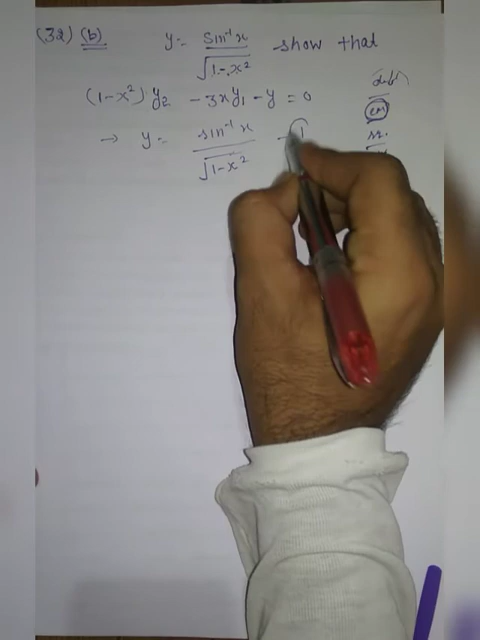 (32) (b) y = Sin⁻¹x / √(1-x²) show that
(1-x²) y₂ - 3xy₁ - y = 0
→ y = sin⁻¹x / √(1-x²)